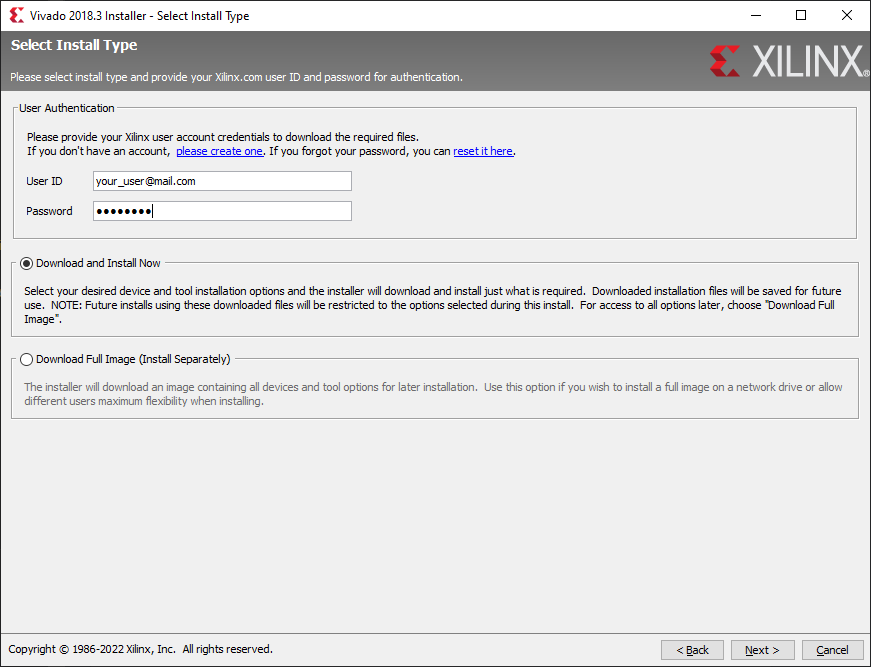 Vivado 2018.3 Installer - Select Install Type
Select Install Type
Please select install type and provide your Xilinx.com user ID and password for authentication.
XILINX®
User Authentication
Please provide your Xilinx user account credentials to download the required files.
If you don't have an account, please create one. If you forgot your password, you can reset it here.
User ID your_user@mail.com
Password ●●●●●●●●
Download and Install Now
Select your desired device and tool installation options and the installer will download and install just what is required. Downloaded installation files will be saved for future
use. NOTE: Future installs using these downloaded files will be restricted to the options selected during this install. For access to all options later, choose "Download Full
Image".
Download Full Image (Install Separately)
The installer will download an image containing all devices and tool options for later installation. Use this option if you wish to install a full image on a network drive or allow
different users maximum flexibility when installing.
Copyright © 1986-2022 Xilinx, Inc. All rights reserved.
< Back Next > Cancel